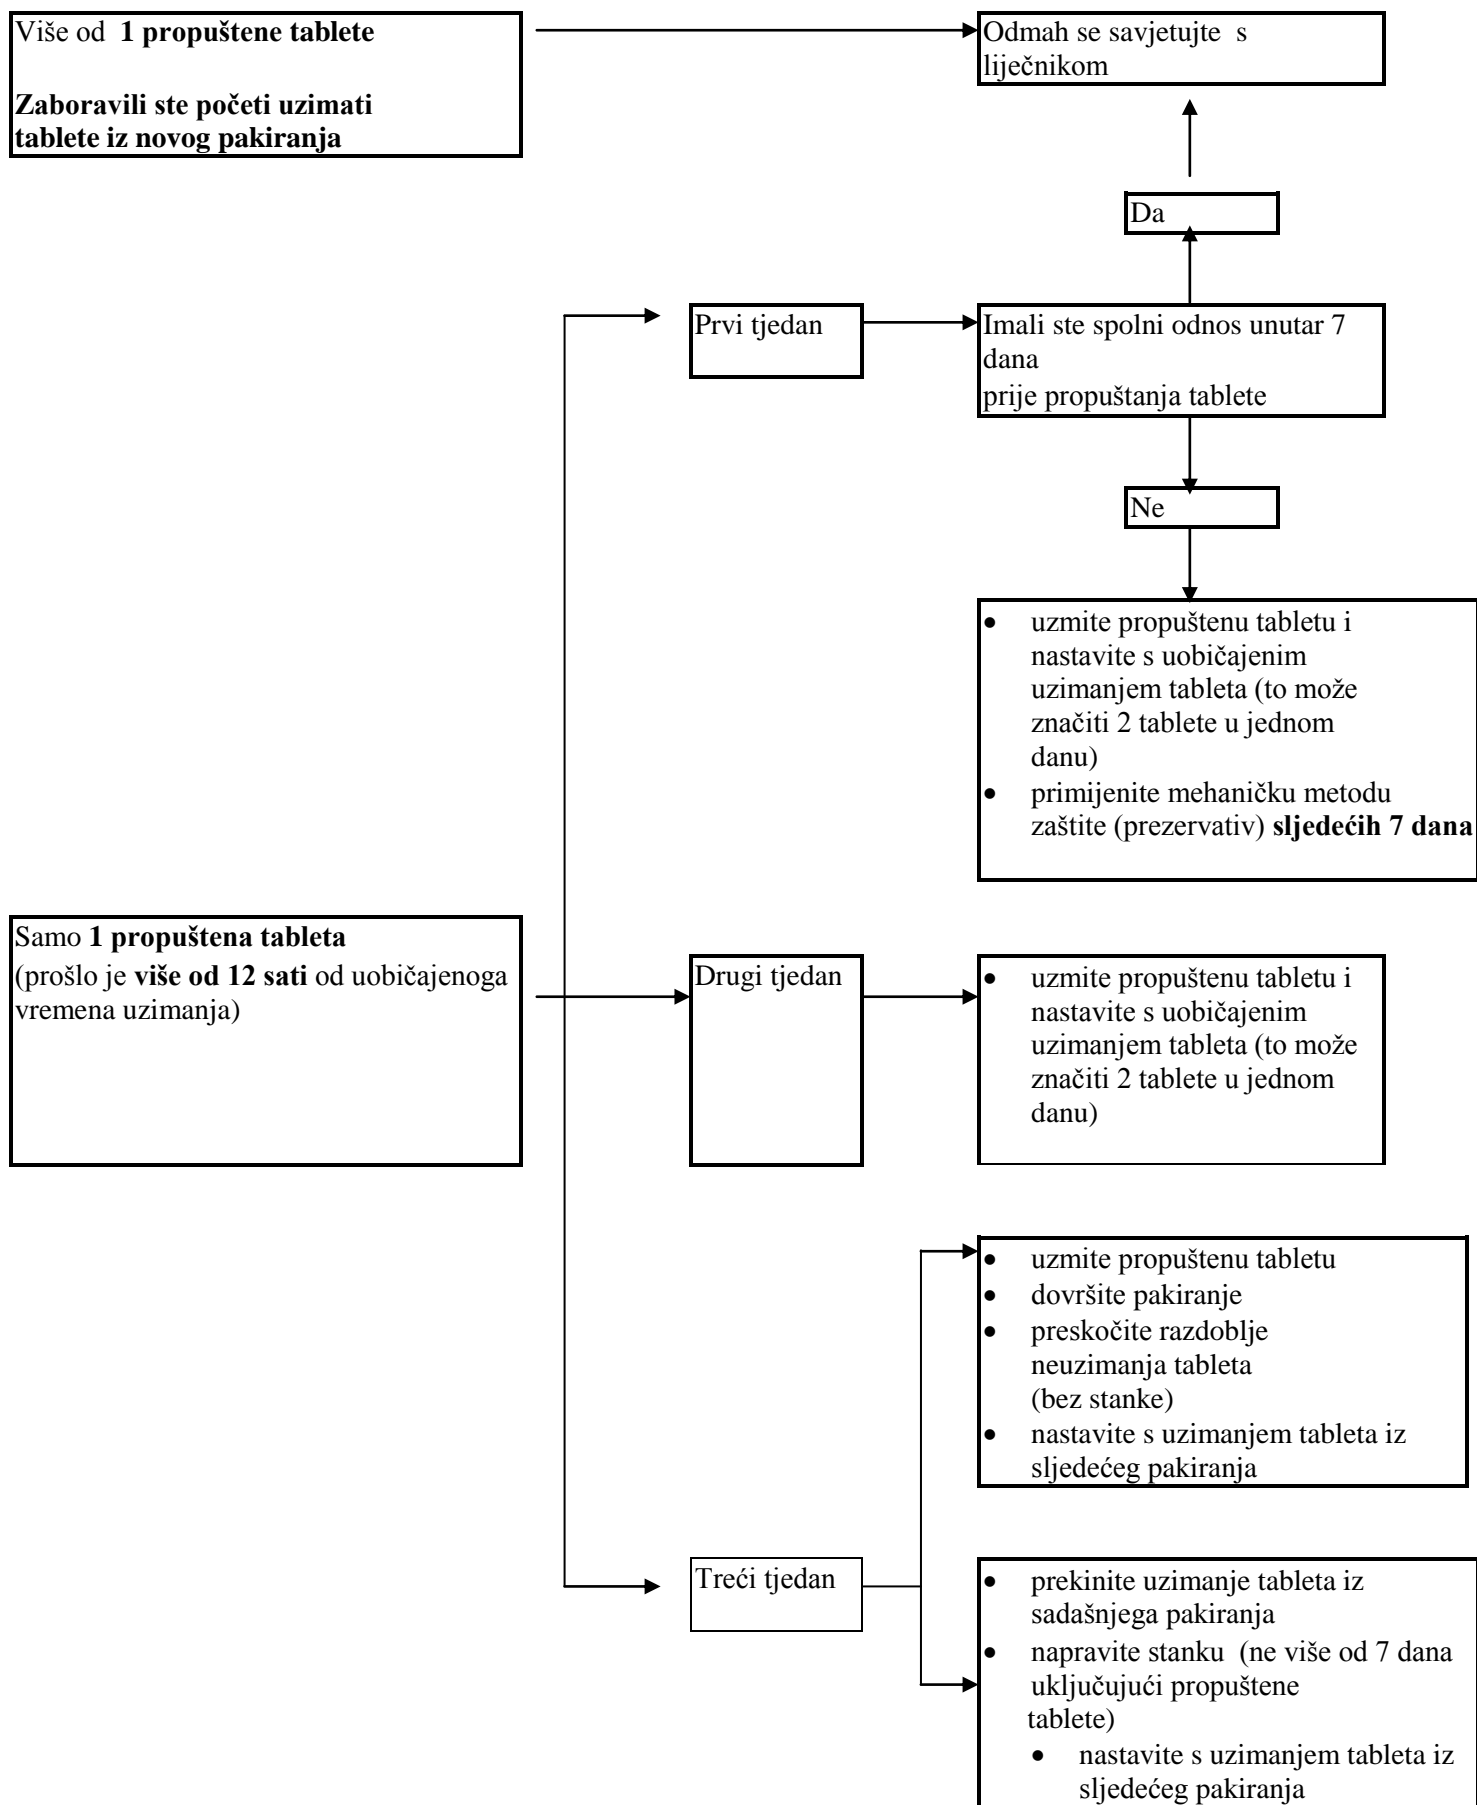 Više od 1 propuštene tablete
Zaboravili ste početi uzimati
tablete iz novog pakiranja
Odmah se savjetujte s
liječnikom
Da
Prvi tjedan
Imali ste spolni odnos unutar 7
dana
prije propuštanja tablete
Ne
• uzmite propuštenu tabletu i
nastavite s uobičajenim
uzimanjem tableta (to može
značiti 2 tablete u jednom
danu)
• primijenite mehaničku metodu
zaštite (prezervativ) sljedećih 7 dana
Samo 1 propuštena tableta
(prošlo je više od 12 sati od uobičajenoga
vremena uzimanja)
Drugi tjedan
• uzmite propuštenu tabletu i
nastavite s uobičajenim
uzimanjem tableta (to može
značiti 2 tablete u jednom
danu)
• uzmite propuštenu tabletu
• dovršite pakiranje
• preskočite razdoblje
neuzimanja tableta
(bez stanke)
• nastavite s uzimanjem tableta iz
sljedećeg pakiranja
Treći tjedan
• prekinite uzimanje tableta iz
sadašnjega pakiranja
• napravite stanku (ne više od 7 dana
uključujući propuštene
tablete)
• nastavite s uzimanjem tableta iz
sljedećeg pakiranja